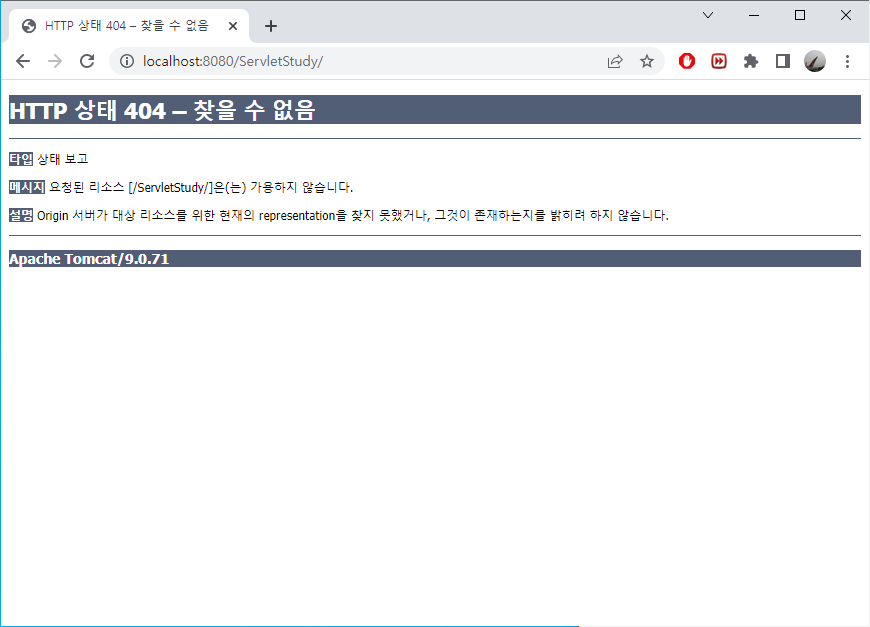 HTTP 상태 404 – 찾을 수 없음
localhost:8080/ServletStudy/
HTTP 상태 404 – 찾을 수 없음
타입 상태 보고
메시지 요청된 리소스 [/ServletStudy/]은(는) 가용하지 않습니다.
설명 Origin 서버가 대상 리소스를 위한 현재의 representation을 찾지 못했거나, 그것이 존재하는지를 밝히려 하지 않습니다.
Apache Tomcat/9.0.71